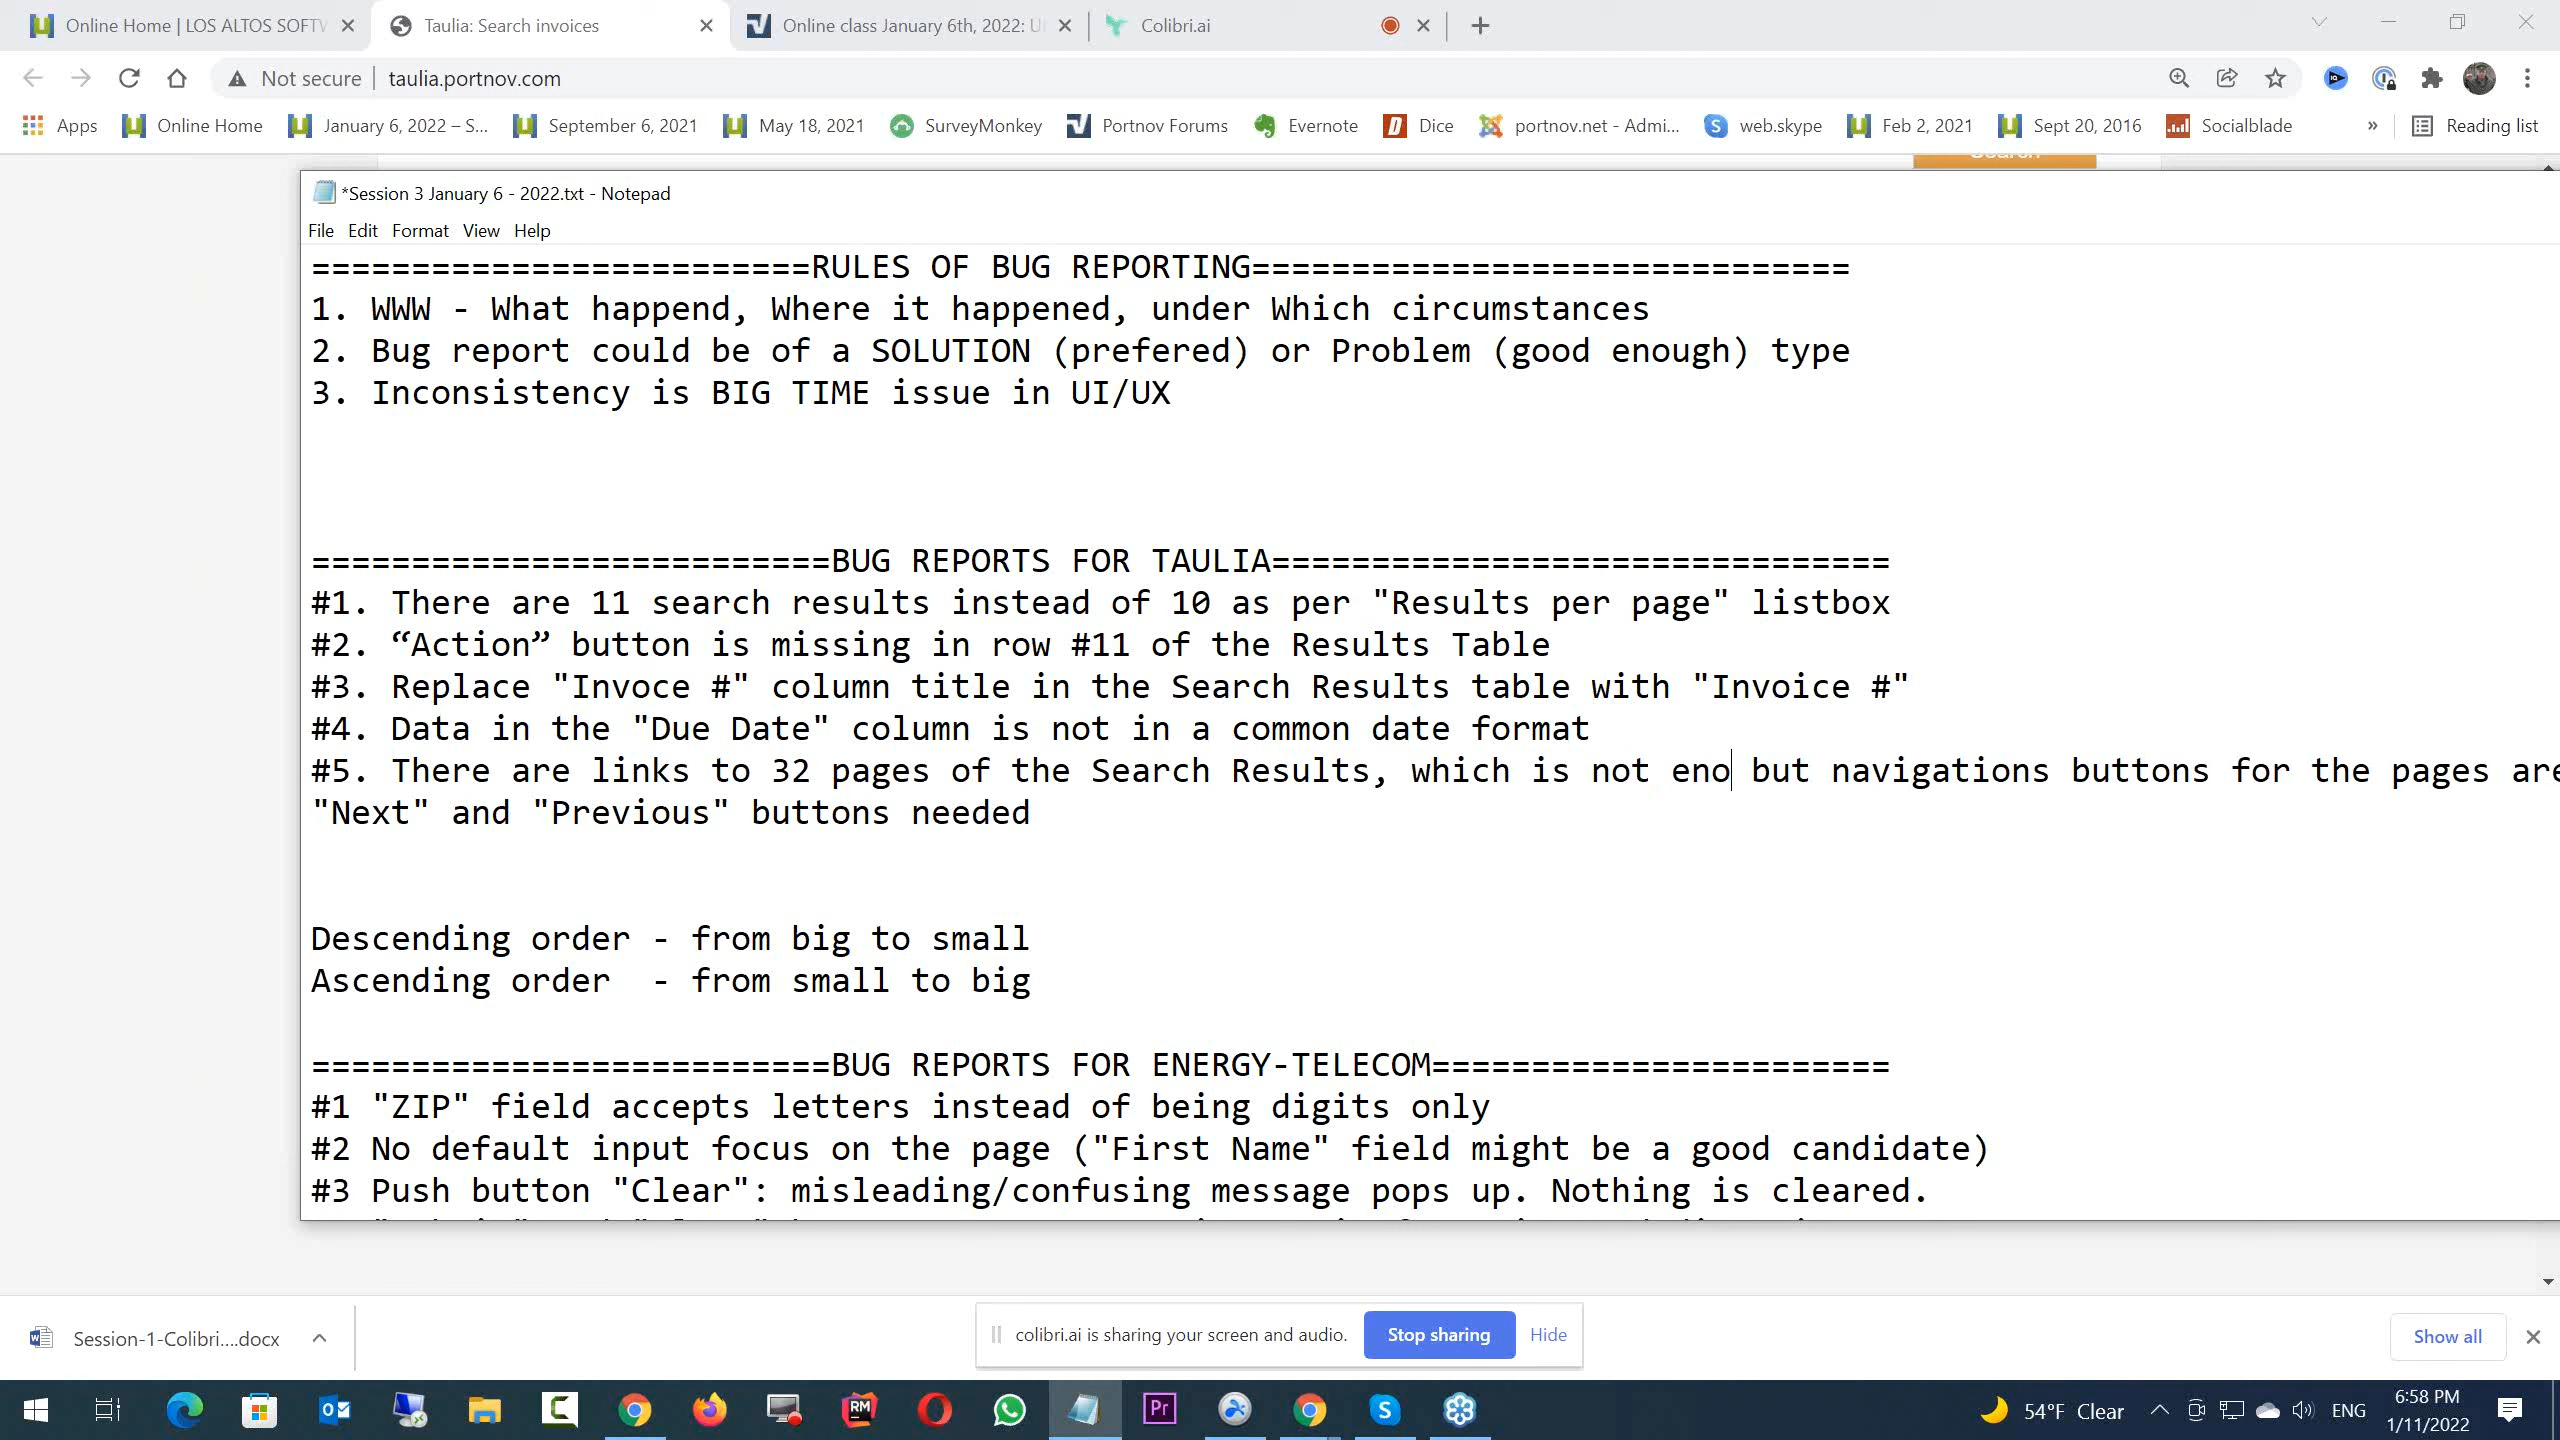 Online Home | LOS ALTOS SOFTW
Taulia: Search invoices
Online class January 6th, 2022: UI
Colibri.ai
Not secure
taulia.portnov.com
Apps
Online Home
January 6, 2022 – S...
September 6, 2021
May 18, 2021
SurveyMonkey
Portnov Forums
Evernote
Dice
portnov.net - Admi...
web.skype
Feb 2, 2021
Sept 20, 2016
Socialblade
»
Reading list
*Session 3 January 6 - 2022.txt - Notepad
File Edit Format View Help
=========================RULES OF BUG REPORTING==============================
1. WWW - What happend, Where it happened, under Which circumstances
2. Bug report could be of a SOLUTION (prefered) or Problem (good enough) type
3. Inconsistency is BIG TIME issue in UI/UX
==========================BUG REPORTS FOR TAULIA===============================
#1. There are 11 search results instead of 10 as per "Results per page" listbox
#2. “Action” button is missing in row #11 of the Results Table
#3. Replace "Invoce #" column title in the Search Results table with "Invoice #"
#4. Data in the "Due Date" column is not in a common date format
#5. There are links to 32 pages of the Search Results, which is not eno but navigations buttons for the pages are
"Next" and "Previous" buttons needed
Descending order - from big to small
Ascending order  - from small to big
==========================BUG REPORTS FOR ENERGY-TELECOM=======================
#1 "ZIP" field accepts letters instead of being digits only
#2 No default input focus on the page ("First Name" field might be a good candidate)
#3 Push button "Clear": misleading/confusing message pops up. Nothing is cleared.
Session-1-Colibri....docx
colibri.ai is sharing your screen and audio.
Stop sharing
Hide
Show all
54°F Clear
ENG
6:58 PM
1/11/2022